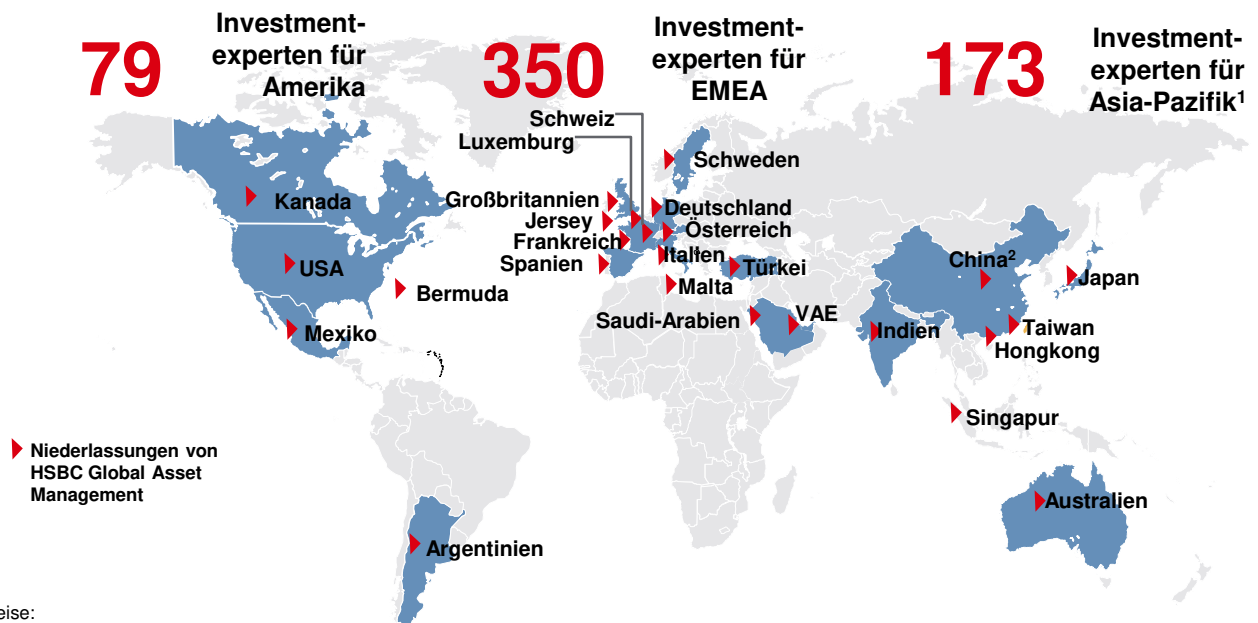 79
Investment-
experten für
Amerika
350
Investment-
experten für
EMEA
173
Investment-
experten für
Asia-Pazifik¹
Schweiz
Luxemburg
Schweden
Kanada
Großbritannien
Deutschland
Jersey
Österreich
Frankreich
Italien
Spanien
Türkei
China²
USA
Japan
Bermuda
Malta
Saudi-Arabien
VAE
Mexiko
Indien
Taiwan
Hongkong
Singapur
Niederlassungen von
HSBC Global Asset
Management
Australien
Argentinien
eise: